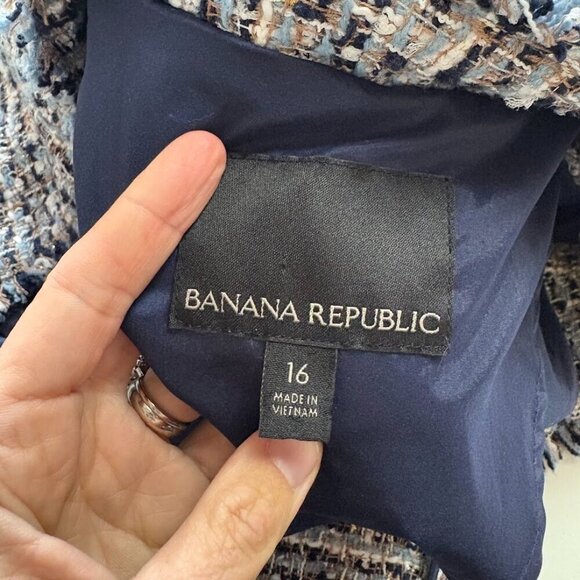 BANANA REPUBLIC
16
MADE IN
VIETNAM